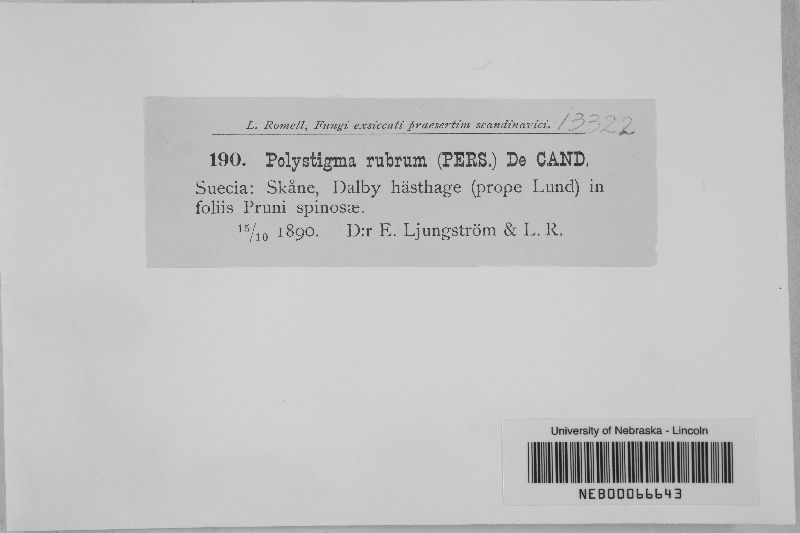 L. Romell, Fungi exsiccati præsertim scandinavici. 13322
190. Polystigma rubrum (PERS.) De CAND.
Suecia: Skåne, Dalby hästhage (prope Lund) in
foliis Pruni spinosæ.
15/10 1890. D:r E. Ljungström & L. R.
University of Nebraska - Lincoln
NEB00066643